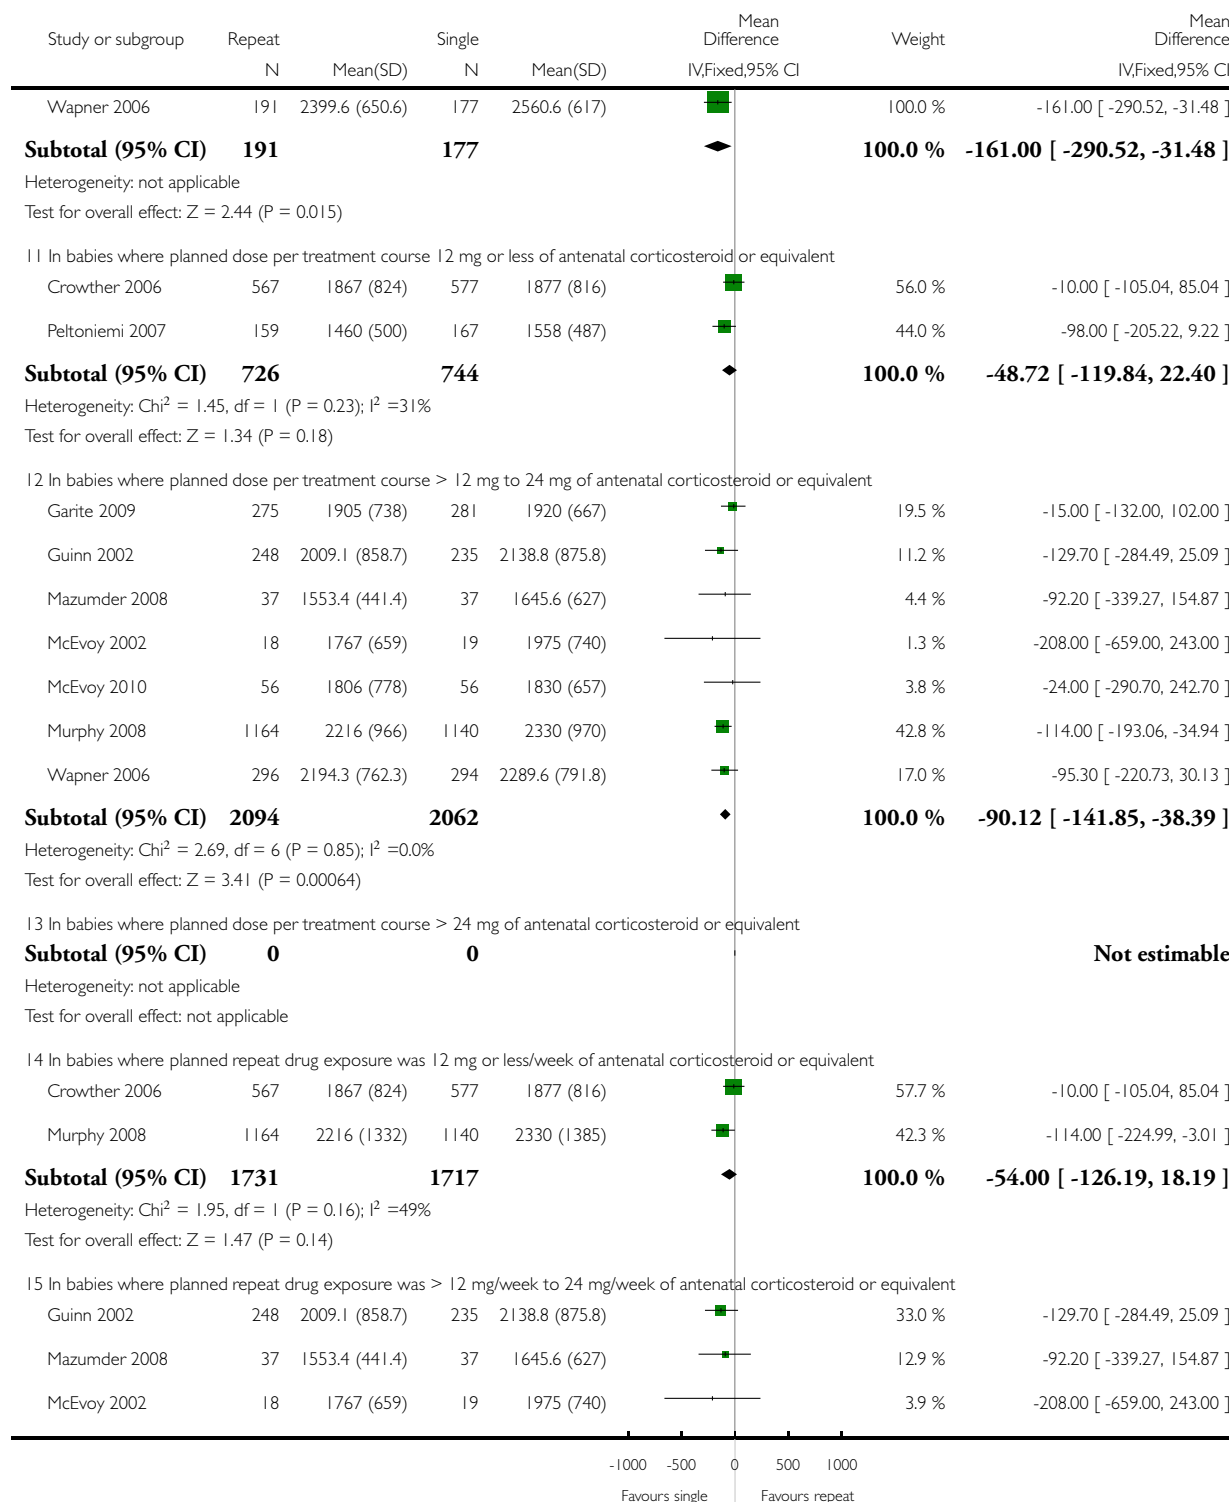 Study or subgroup Repeat Single Mean Difference Weight Mean Difference
N Mean(SD) N Mean(SD) IV,Fixed,95% CI IV,Fixed,95% CI
Wapner 2006 191 2399.6 (650.6) 177 2560.6 (617) 100.0 % -161.00 [ -290.52, -31.48 ]
Subtotal (95% CI) 191 177 100.0 % -161.00 [ -290.52, -31.48 ]
Heterogeneity: not applicable
Test for overall effect: Z = 2.44 (P = 0.015)
11 In babies where planned dose per treatment course 12 mg or less of antenatal corticosteroid or equivalent
Crowther 2006 567 1867 (824) 577 1877 (816) 56.0 % -10.00 [ -105.04, 85.04 ]
Peltoniemi 2007 159 1460 (500) 167 1558 (487) 44.0 % -98.00 [ -205.22, 9.22 ]
Subtotal (95% CI) 726 744 100.0 % -48.72 [ -119.84, 22.40 ]
Heterogeneity: Chi² = 1.45, df = 1 (P = 0.23); I² =31%
Test for overall effect: Z = 1.34 (P = 0.18)
12 In babies where planned dose per treatment course > 12 mg to 24 mg of antenatal corticosteroid or equivalent
Garite 2009 275 1905 (738) 281 1920 (667) 19.5 % -15.00 [ -132.00, 102.00 ]
Guinn 2002 248 2009.1 (858.7) 235 2138.8 (875.8) 11.2 % -129.70 [ -284.49, 25.09 ]
Mazumder 2008 37 1553.4 (441.4) 37 1645.6 (627) 4.4 % -92.20 [ -339.27, 154.87 ]
McEvoy 2002 18 1767 (659) 19 1975 (740) 1.3 % -208.00 [ -659.00, 243.00 ]
McEvoy 2010 56 1806 (778) 56 1830 (657) 3.8 % -24.00 [ -290.70, 242.70 ]
Murphy 2008 1164 2216 (966) 1140 2330 (970) 42.8 % -114.00 [ -193.06, -34.94 ]
Wapner 2006 296 2194.3 (762.3) 294 2289.6 (791.8) 17.0 % -95.30 [ -220.73, 30.13 ]
Subtotal (95% CI) 2094 2062 100.0 % -90.12 [ -141.85, -38.39 ]
Heterogeneity: Chi² = 2.69, df = 6 (P = 0.85); I² =0.0%
Test for overall effect: Z = 3.41 (P = 0.00064)
13 In babies where planned dose per treatment course > 24 mg of antenatal corticosteroid or equivalent
Subtotal (95% CI) 0 0 Not estimable
Heterogeneity: not applicable
Test for overall effect: not applicable
14 In babies where planned repeat drug exposure was 12 mg or less/week of antenatal corticosteroid or equivalent
Crowther 2006 567 1867 (824) 577 1877 (816) 57.7 % -10.00 [ -105.04, 85.04 ]
Murphy 2008 1164 2216 (1332) 1140 2330 (1385) 42.3 % -114.00 [ -224.99, -3.01 ]
Subtotal (95% CI) 1731 1717 100.0 % -54.00 [ -126.19, 18.19 ]
Heterogeneity: Chi² = 1.95, df = 1 (P = 0.16); I² =49%
Test for overall effect: Z = 1.47 (P = 0.14)
15 In babies where planned repeat drug exposure was > 12 mg/week to 24 mg/week of antenatal corticosteroid or equivalent
Guinn 2002 248 2009.1 (858.7) 235 2138.8 (875.8) 33.0 % -129.70 [ -284.49, 25.09 ]
Mazumder 2008 37 1553.4 (441.4) 37 1645.6 (627) 12.9 % -92.20 [ -339.27, 154.87 ]
McEvoy 2002 18 1767 (659) 19 1975 (740) 3.9 % -208.00 [ -659.00, 243.00 ]
-1000 -500 0 500 1000
Favours single Favours repeat